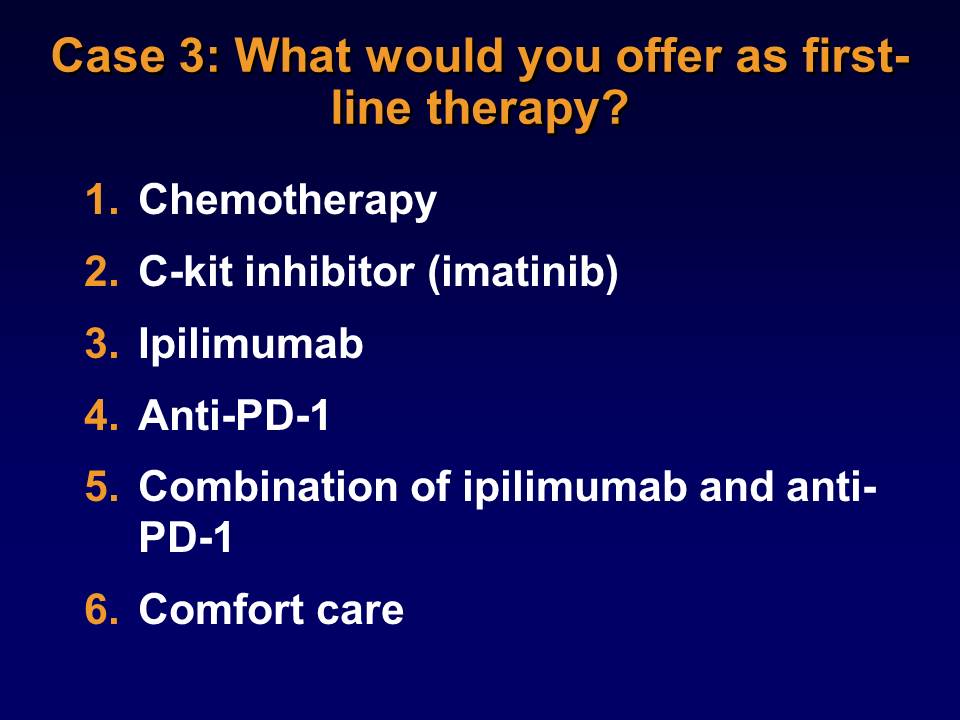 Case 3: What would you offer as first-
line therapy?
1. Chemotherapy
2. C-kit inhibitor (imatinib)
3. Ipilimumab
4. Anti-PD-1
5. Combination of ipilimumab and anti-
PD-1
6. Comfort care